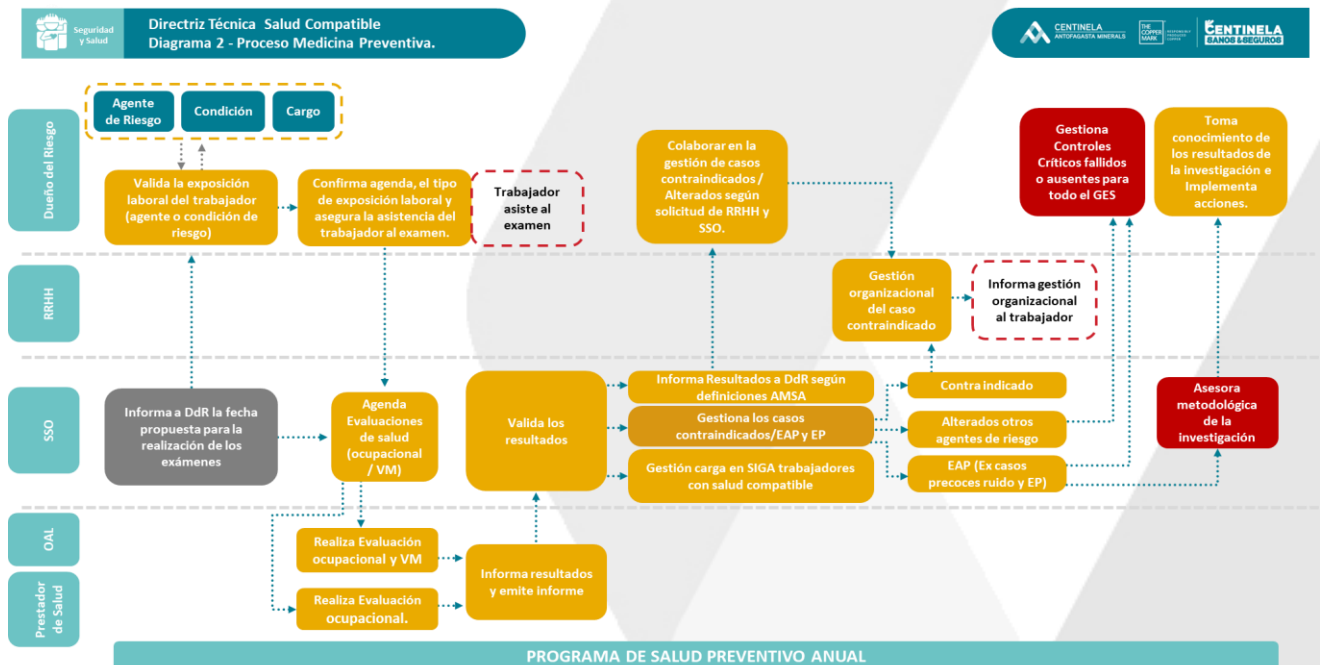 Seguridad
y Salud
Directriz Técnica Salud Compatible
Diagrama 2 - Proceso Medicina Preventiva.
CENTINELA
ANTOFAGASTA MINERALS
THE
COPPER
MARK
CENTINELA
SANOS&SEGUROS
Dueño del Riesgo
Agente
de Riesgo
Condición
Cargo
Valida la exposición
laboral del trabajador
(agente o condición de
riesgo)
Confirma agenda, el tipo
de exposición laboral y
asegura la asistencia del
trabajador al examen.
Trabajador
asiste al
examen
Colaborar en la
gestión de casos
contraindicados /
Alterados según
solicitud de RRHH y
SSO.
Gestiona
Controles
Críticos fallidos
o ausentes para
todo el GES
Toma
conocimiento de
los resultados de
la investigación e
Implementa
acciones.
RRHH
Gestión
organizacional
del caso
contraindicado
Informa gestión
organizacional
al trabajador
SSO
Informa a DdR la fecha
propuesta para la
realización de los
exámenes
Agenda
Evaluaciones
de salud
(ocupacional
/ VM)
Valida los
resultados
Informa Resultados a DdR según
definiciones AMSA
Gestiona los casos
contraindicados/EAP y EP
Gestión carga en SIGA trabajadores
con salud compatible
Contra indicado
Alterados otros
agentes de riesgo
EAP (Ex casos
precoces ruído y EP)
Asesora
metodológica
de la
investigación
OAL
Realiza Evaluación
ocupacional y VM
Informa resultados
y emite informe
Prestador
de Salud
Realiza Evaluación
ocupacional.
PROGRAMA DE SALUD PREVENTIVO ANUAL